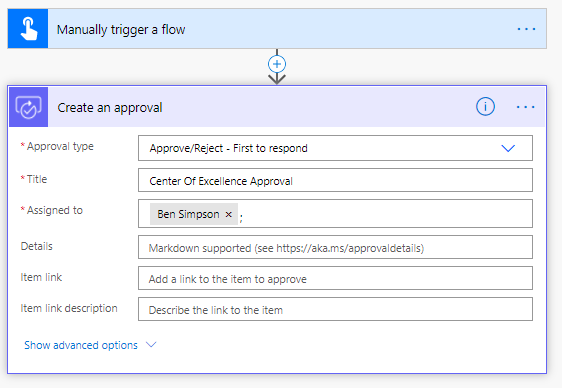 Manually trigger a flow
Create an approval
* Approval type Approve/Reject - First to respond
* Title Center Of Excellence Approval
* Assigned to Ben Simpson × ;
Details Markdown supported (see https://aka.ms/approvaldetails)
Item link Add a link to the item to approve
Item link description Describe the link to the item
Show advanced options